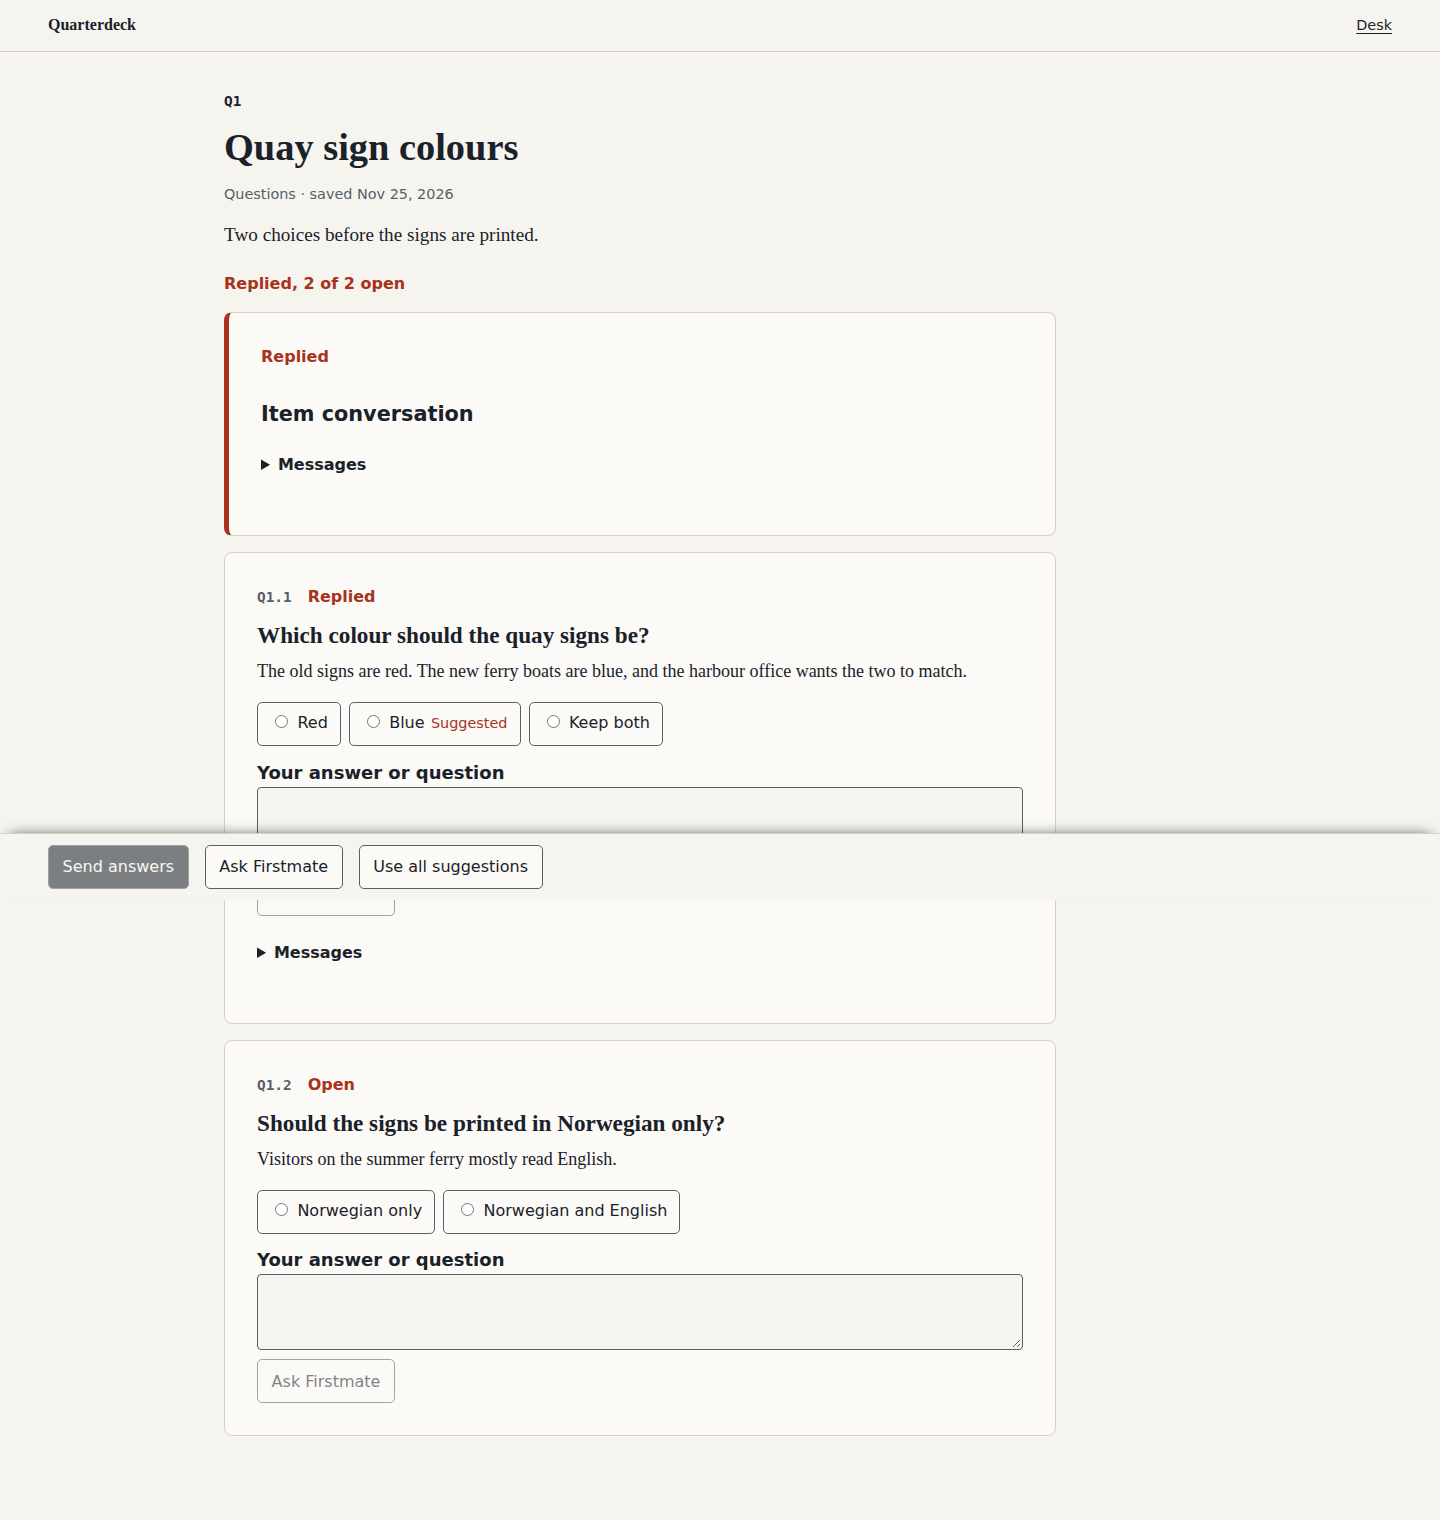 Quarterdeck
Desk
Q1
Quay sign colours
Questions · saved Nov 25, 2026
Two choices before the signs are printed.
Replied, 2 of 2 open
Replied
Item conversation
Messages
Q1.1 Replied
Which colour should the quay signs be?
The old signs are red. The new ferry boats are blue, and the harbour office wants the two to match.
Red Blue Suggested Keep both
Your answer or question
Send answers Ask Firstmate Use all suggestions
Messages
Q1.2 Open
Should the signs be printed in Norwegian only?
Visitors on the summer ferry mostly read English.
Norwegian only Norwegian and English
Your answer or question
Ask Firstmate